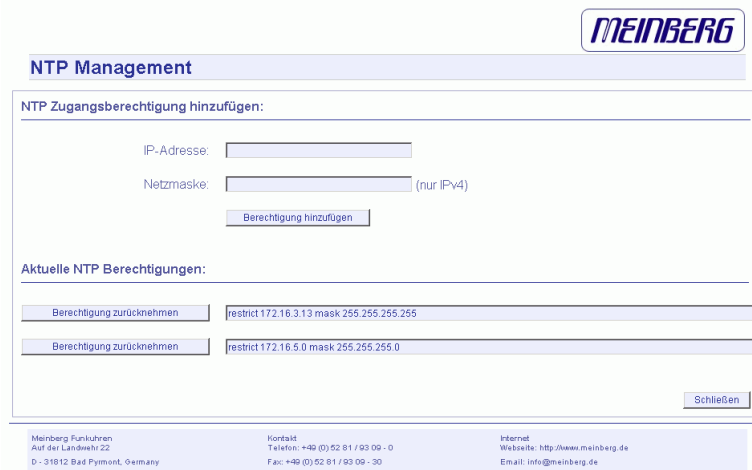 MEINBERG
NTP Management
NTP Zugangsberechtigung hinzufügen:
IP-Adresse:
Netzmaske: (nur IPv4)
Berechtigung hinzufügen
Aktuelle NTP Berechtigungen:
Berechtigung zurücknehmen restrict 172.16.3.13 mask 255.255.255.255
Berechtigung zurücknehmen restrict 172.16.5.0 mask 255.255.255.0
Schließen
Meinberg Funkuhren Kontakt Internet
Auf der Landwehr 22 Telefon: +49 (0) 52 81 / 93 09 - 0 Webseite: http://www.meinberg.de
D - 31812 Bad Pyrmont, Germany Fax: +49 (0) 52 81 / 93 09 - 30 Email: info@meinberg.de